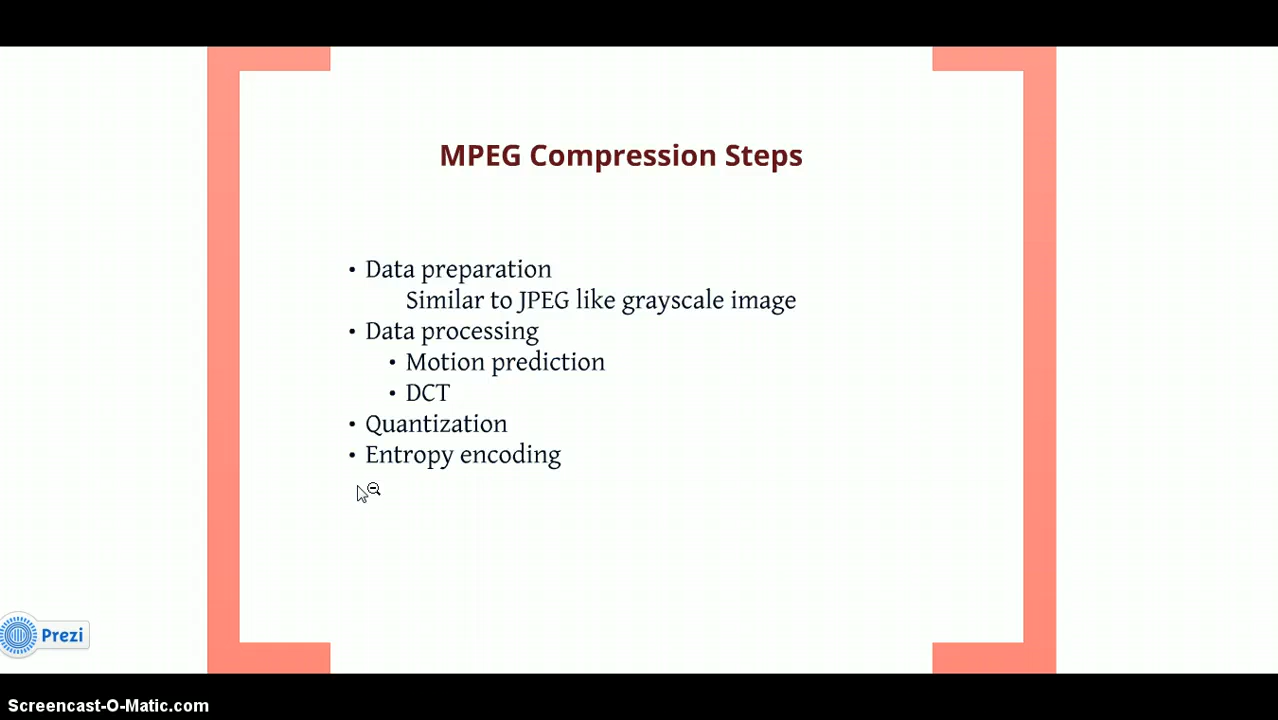 MPEG Compression Steps
• Data preparation
Similar to JPEG like grayscale image
• Data processing
• Motion prediction
• DCT
• Quantization
• Entropy encoding
Prezi
Screencast-O-Matic.com